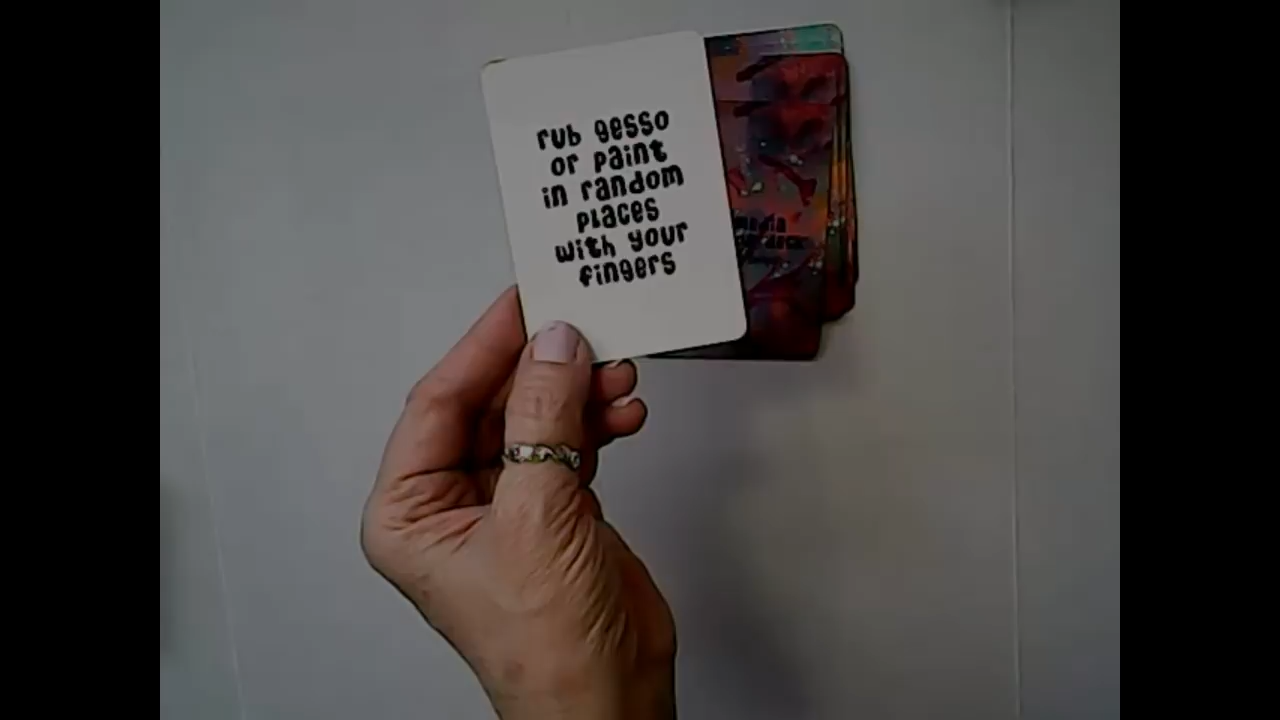 rub gesso
or paint
in random
places
with your
fingers